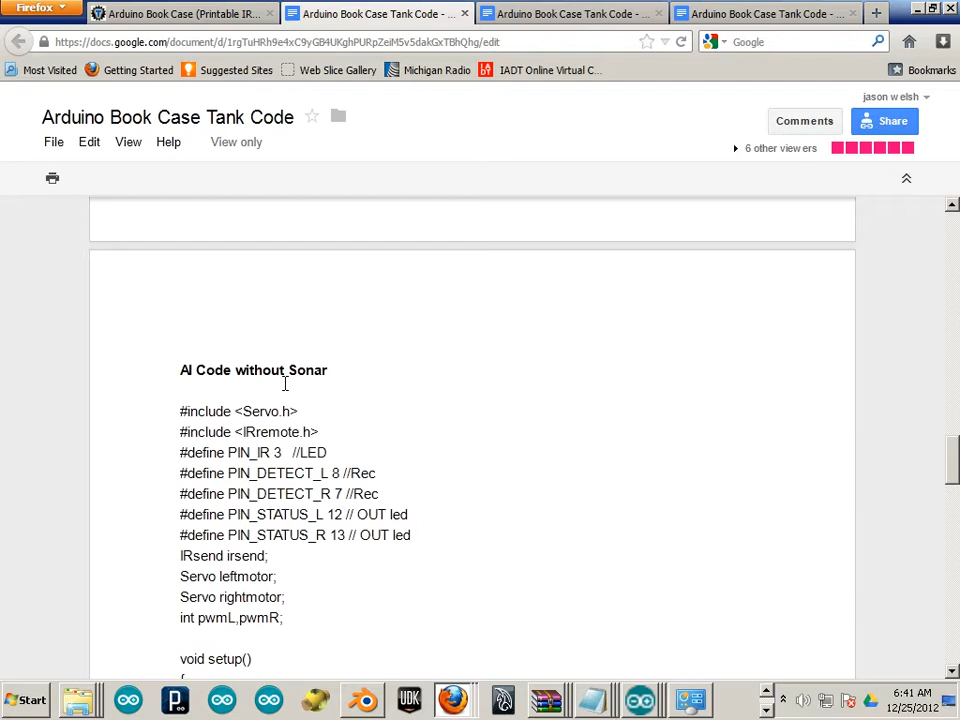 Firefox
Arduino Book Case (Printable IR...
Arduino Book Case Tank Code - ...
Arduino Book Case Tank Code - ...
Arduino Book Case Tank Code - ...
https://docs.google.com/document/d/1rgTuHRh9e4xC9yGB4UKghPURpZeiM5v5dakGxTBhQhg/edit
Google
Most Visited
Getting Started
Suggested Sites
Web Slice Gallery
Michigan Radio
IADT Online Virtual C...
Bookmarks
jason welsh
Arduino Book Case Tank Code
Comments
Share
File Edit View Help View only
6 other viewers
AI Code without Sonar
#include <Servo.h>
#include <IRremote.h>
#define PIN_IR 3 //LED
#define PIN_DETECT_L 8 //Rec
#define PIN_DETECT_R 7 //Rec
#define PIN_STATUS_L 12 // OUT led
#define PIN_STATUS_R 13 // OUT led
IRsend irsend;
Servo leftmotor;
Servo rightmotor;
int pwmL,pwmR;
void setup()
{
Start
UDK
6:41 AM
12/25/2012